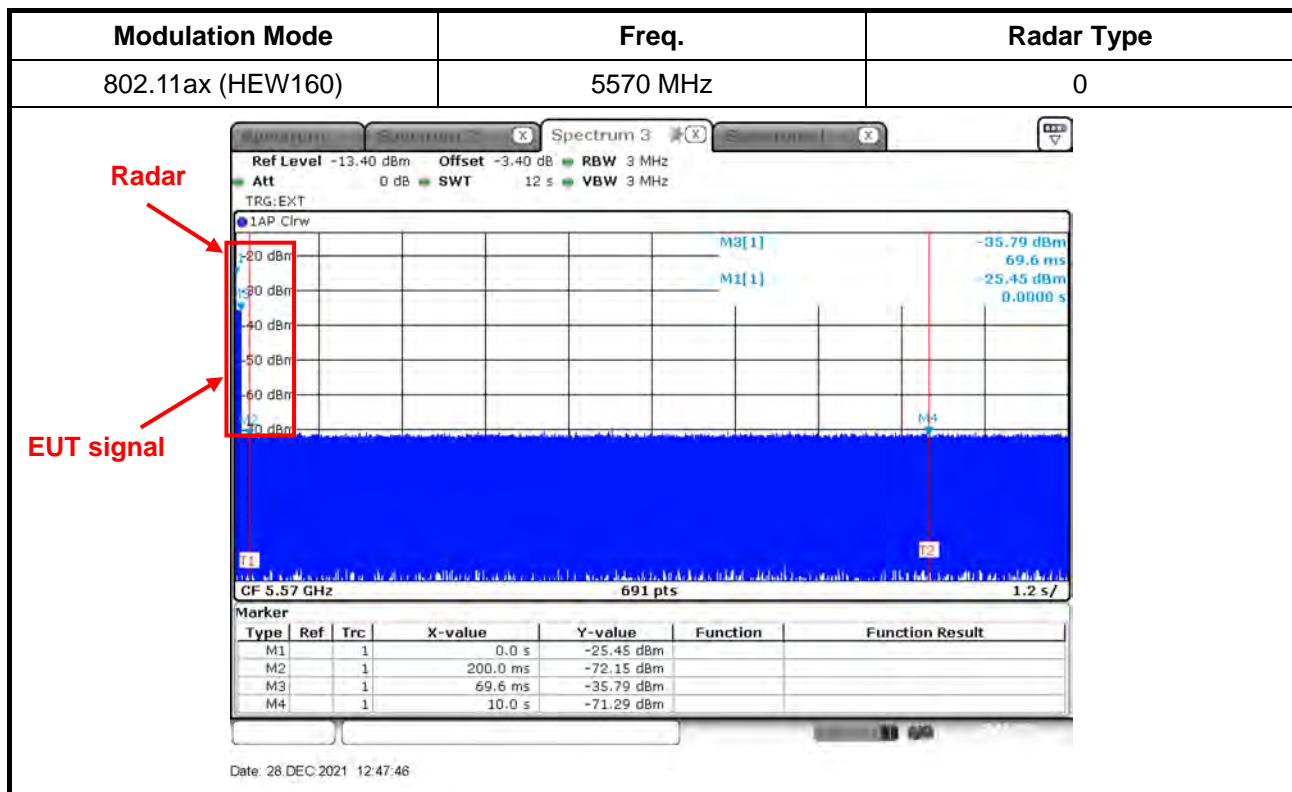 Modulation Mode Freq. Radar Type
802.11ax (HEW160) 5570 MHz 0
Spectrum 3
Ref Level -13.40 dBm Offset -3.40 dB RBW 3 MHz
Radar
Att 0 dB SWT 12 s VBW 3 MHz
TRG:EXT
1AP Clrw
M3[1] -35.79 dBm
-20 dBm 69.6 ms
M1[1] -25.45 dBm
-30 dBm 0.0000 s
-40 dBm
-50 dBm
-60 dBm
M2 M4
-70 dBm
EUT signal
T1 T2
CF 5.57 GHz 691 pts 1.2 s/
Marker
Type Ref Trc X-value Y-value Function Function Result
M1 1 0.0 s -25.45 dBm
M2 1 200.0 ms -72.15 dBm
M3 1 69.6 ms -35.79 dBm
M4 1 10.0 s -71.29 dBm
Date: 28.DEC.2021 12:47:46